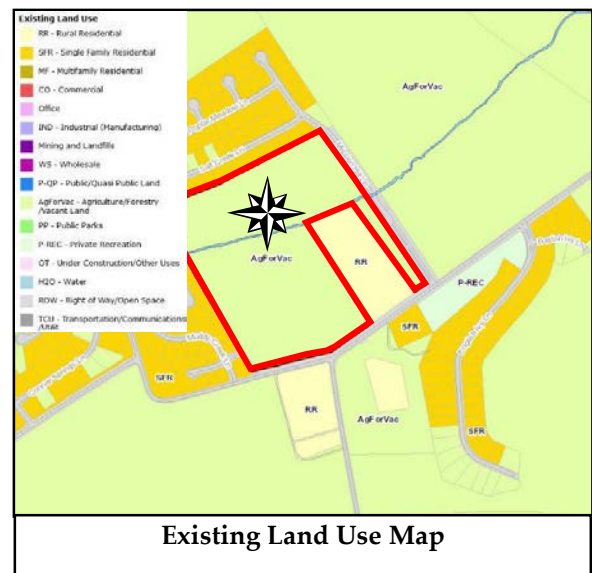 Existing Land Use
RR - Rural Residential
SFR - Single Family Residential
MF - Multifamily Residential
CO - Commercial
Office
IND - Industrial (Manufacturing)
Mining and Landfills
WS - Wholesale
P-QP - Public/Quasi Public Land
AgForVac - Agriculture/Forestry
/Vacant Land
PP - Public Parks
P-REC - Private Recreation
OT - Under Construction/Other Uses
H2O - Water
ROW - Right of Way/Open Space
TCU - Transportation/Communications
AgForVac
AgForVac
RR
P-REC
SFR
SFR
RR
AgForVac
SFR
Existing Land Use Map